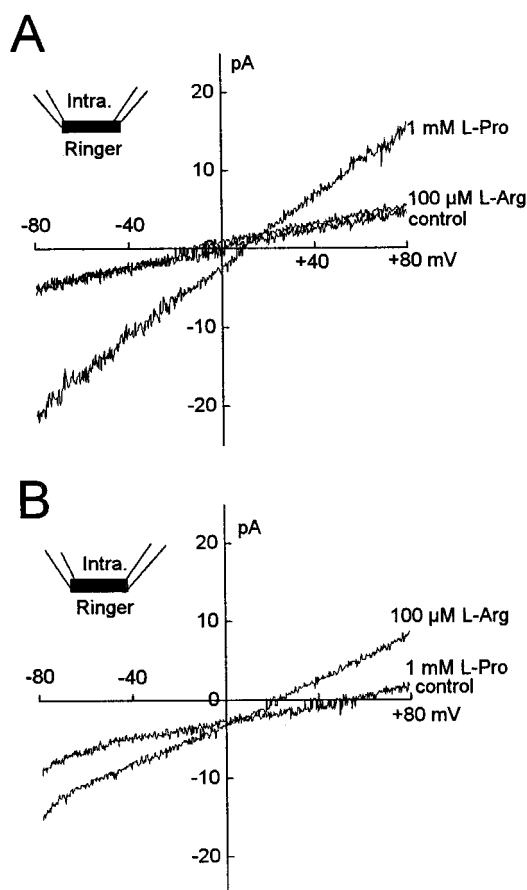 A
pA
Intra.
Ringer
20
10
1 mM L-Pro
100 µM L-Arg
control
-80
-40
0
+40
+80 mV
-10
-20
B
pA
Intra.
Ringer
20
10
100 µM L-Arg
1 mM L-Pro
control
-80
-40
0
+80 mV
-10
-20